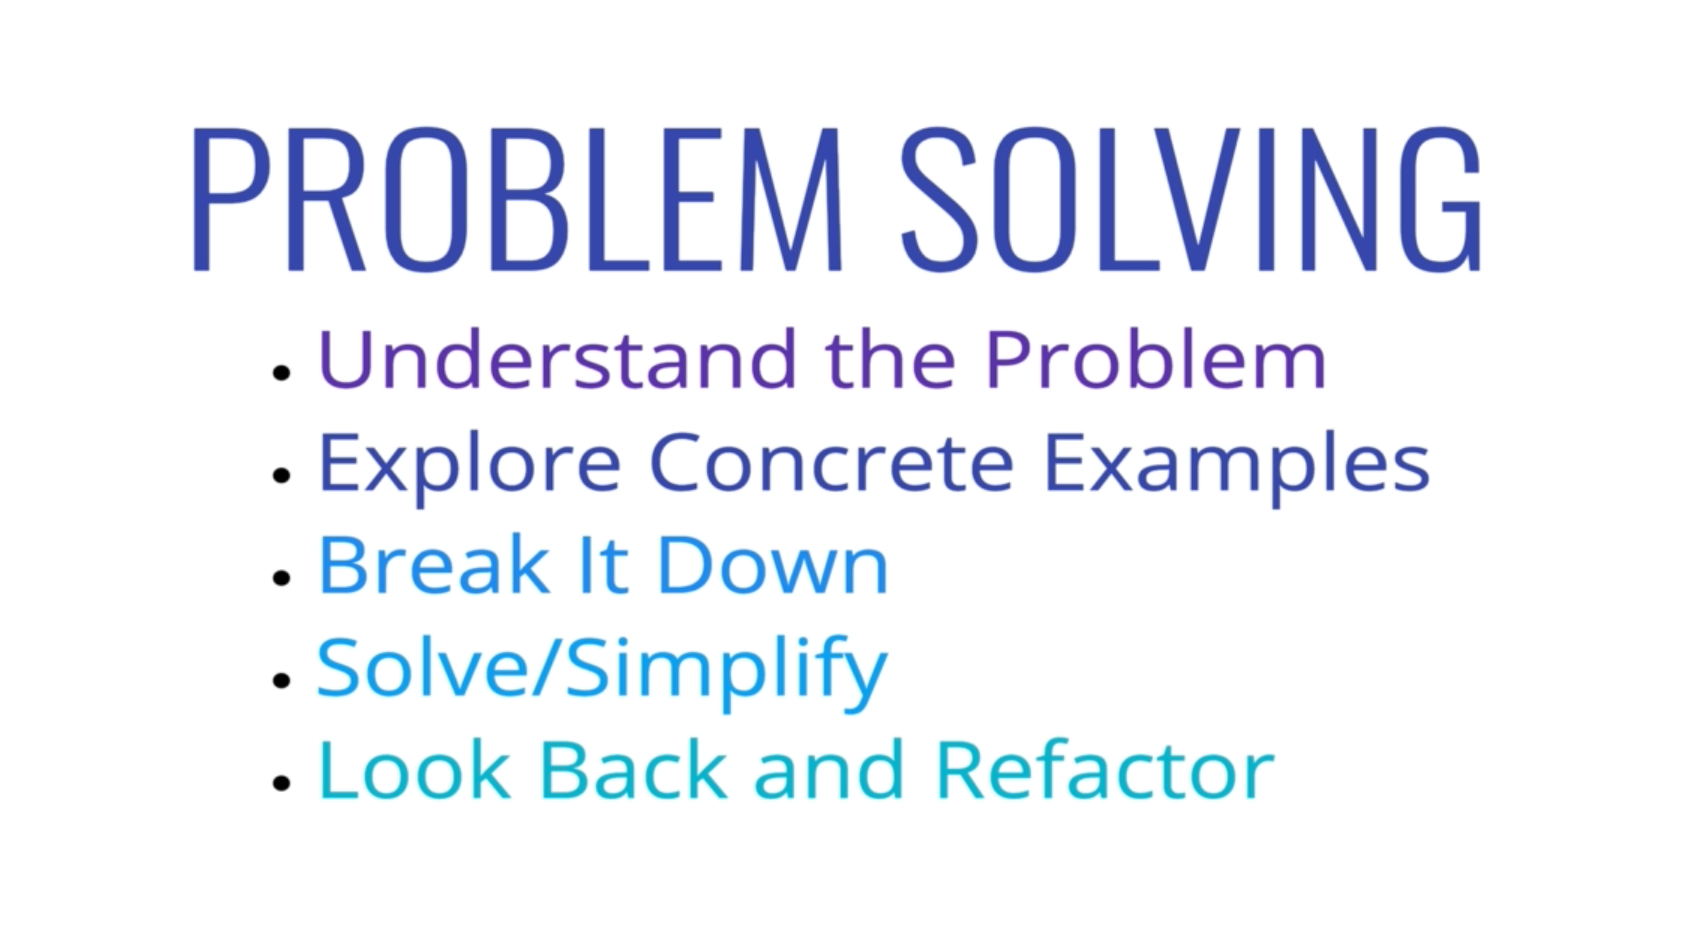 PROBLEM SOLVING
• Understand the Problem
• Explore Concrete Examples
• Break It Down
• Solve/Simplify
• Look Back and Refactor